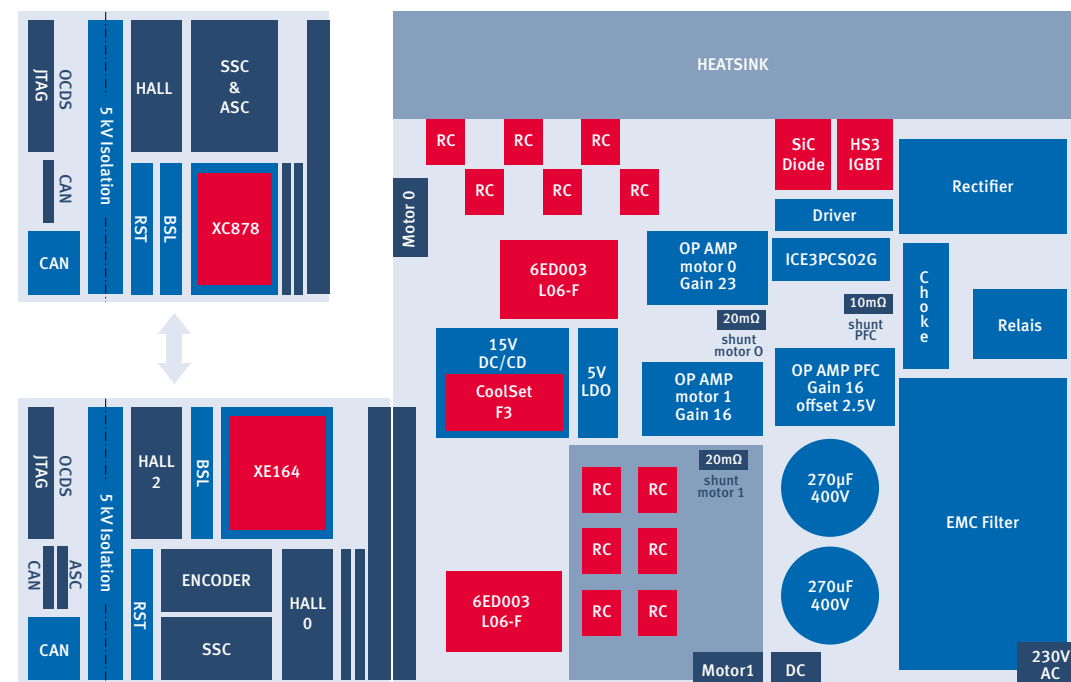 JTAG
OCDS
5 kV Isolation
HALL
SSC
&
ASC
CAN
CAN
RST
BSL
XC878
JTAG
OCDS
5 kV Isolation
HALL
2
BSL
XE164
CAN
ASC
CAN
RST
ENCODER
SSC
HALL
0
HEATSINK
RC
RC
RC
RC
RC
RC
SiC
Diode
HS3
IGBT
Rectifier
Motor 0
Driver
6ED003
L06-F
OP AMP
motor 0
Gain 23
ICE3PCS02G
Choke
20mΩ
shunt
motor O
10mΩ
shunt
PFC
Relais
15V
DC/CD
CoolSet
F3
5V
LDO
OP AMP
motor 1
Gain 16
OP AMP PFC
Gain 16
offset 2.5V
20mΩ
shunt
motor 1
RC
RC
RC
RC
RC
RC
270µF
400V
270uF
400V
EMC Filter
6ED003
L06-F
Motor1
DC
230V
AC